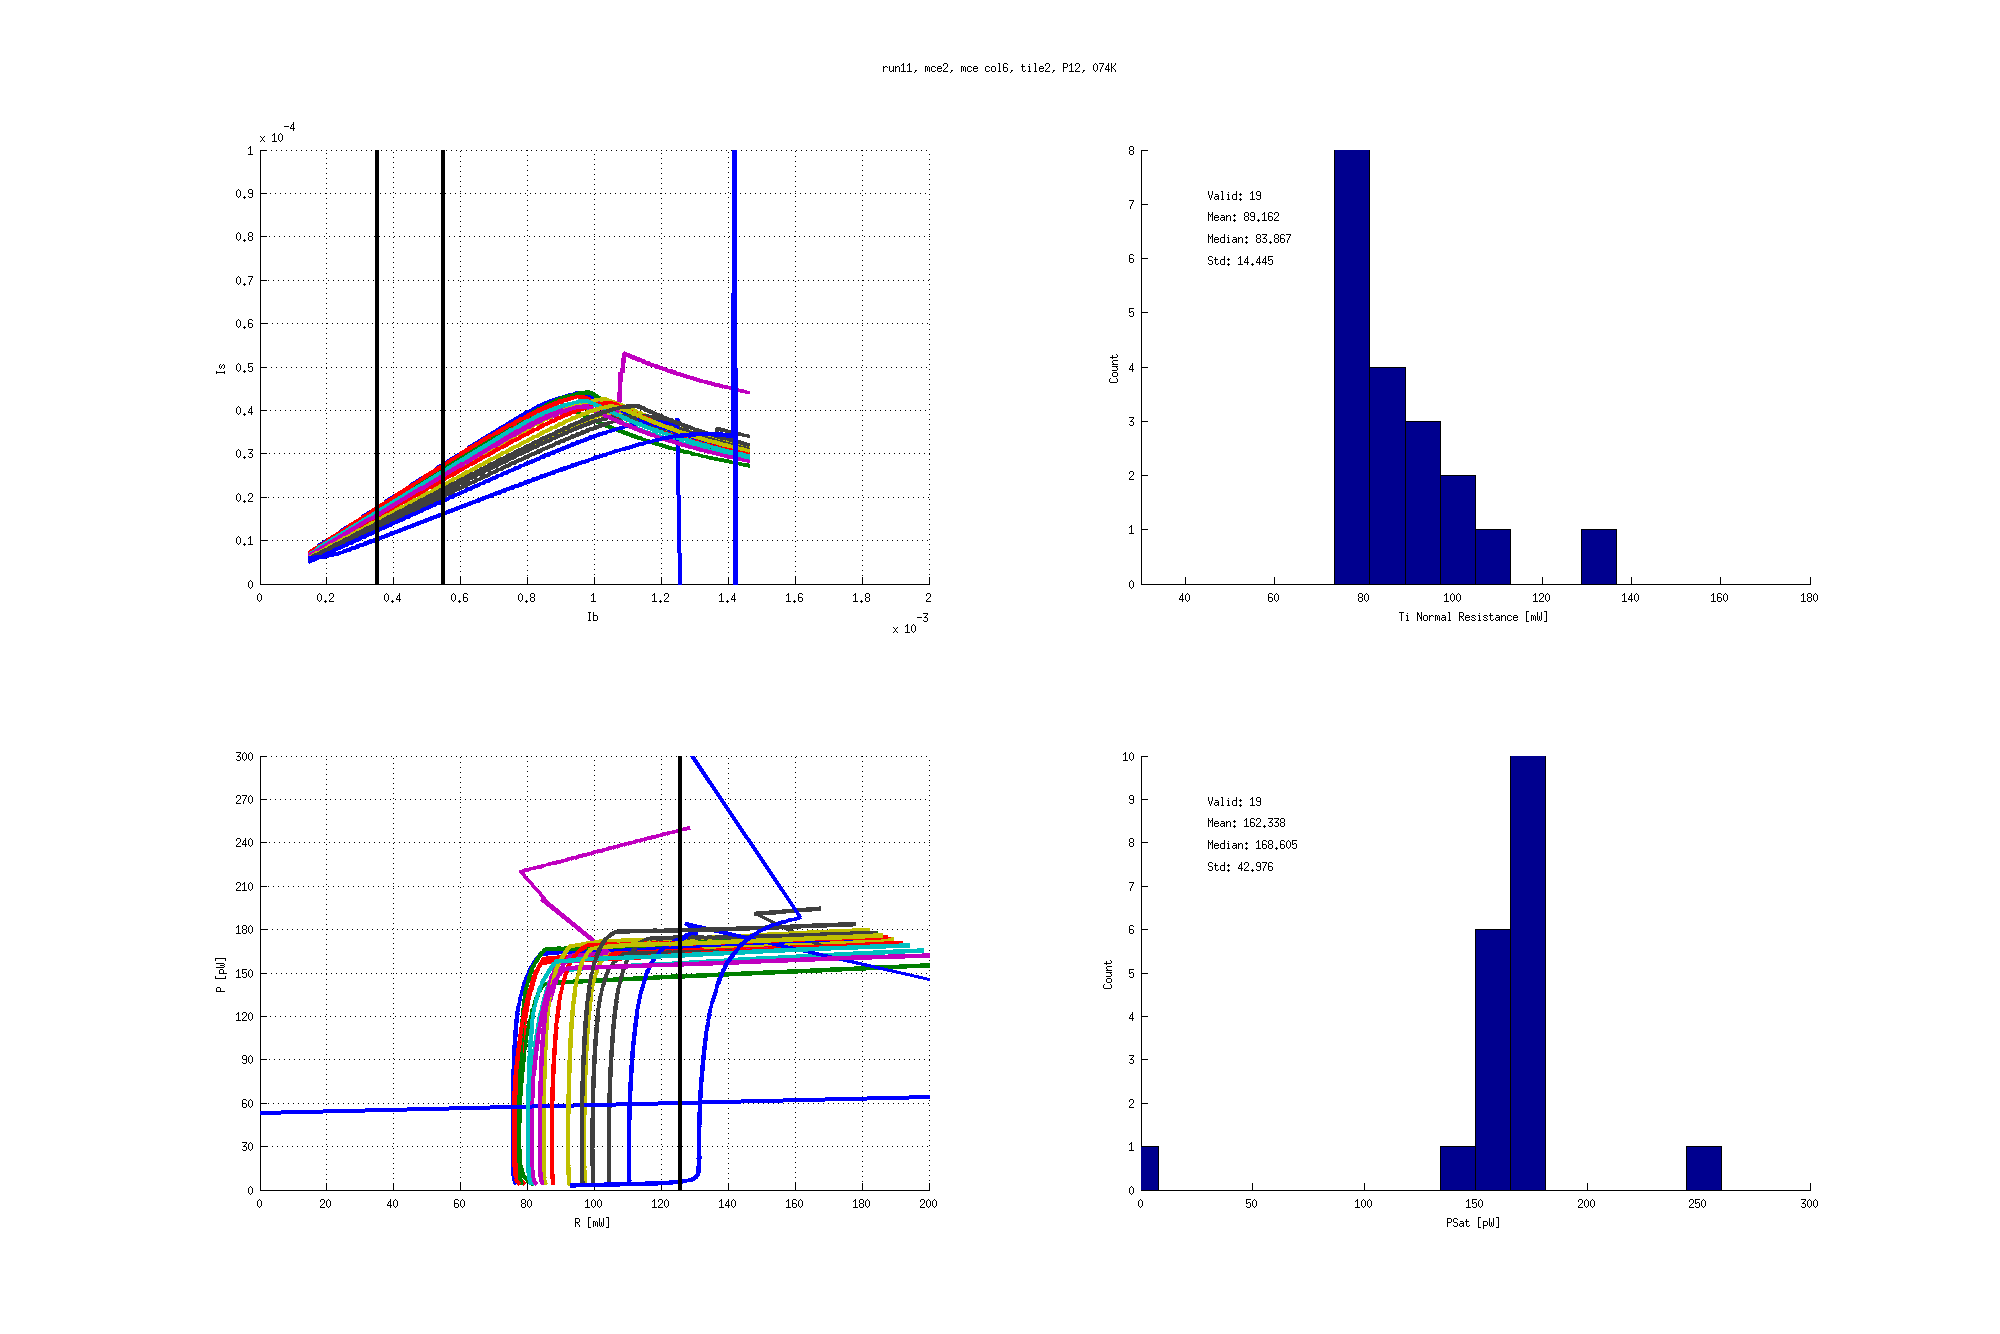 run11, mce2, mce col6, tile2, P12, 074K
x 10^-4
1
0.9
0.8
0.7
0.6
0.5
0.4
0.3
0.2
0.1
0
Is
0 0.2 0.4 0.6 0.8 1 1.2 1.4 1.6 1.8 2
Ib
x 10^-3
8
7
6
5
4
3
2
1
0
Count
Valid: 19
Mean: 89.162
Median: 83.867
Std: 14.445
40 60 80 100 120 140 160 180
Ti Normal Resistance [mW]
300
270
240
210
180
150
120
90
60
30
0
P [pW]
0 20 40 60 80 100 120 140 160 180 200
R [mW]
10
9
8
7
6
5
4
3
2
1
0
Count
Valid: 19
Mean: 162.338
Median: 168.605
Std: 42.976
0 50 100 150 200 250 300
PSat [pW]